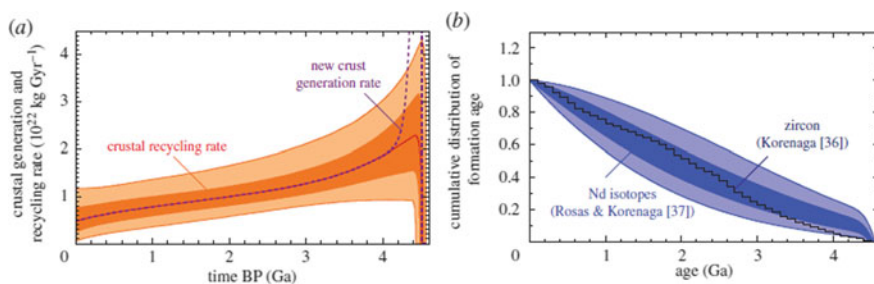 (a)
crustal generation and
recycling rate (10²² kg Gyr⁻¹)
4
3
2
1
0
1
2
3
4
time BP (Ga)
new crust
generation rate
crustal recycling rate
(b)
cumulative distribution of
formation age
1.2
1.0
0.8
0.6
0.4
0.2
0
1
2
3
4
age (Ga)
zircon
(Korenaga [36])
Nd isotopes
(Rosas & Korenaga [37])